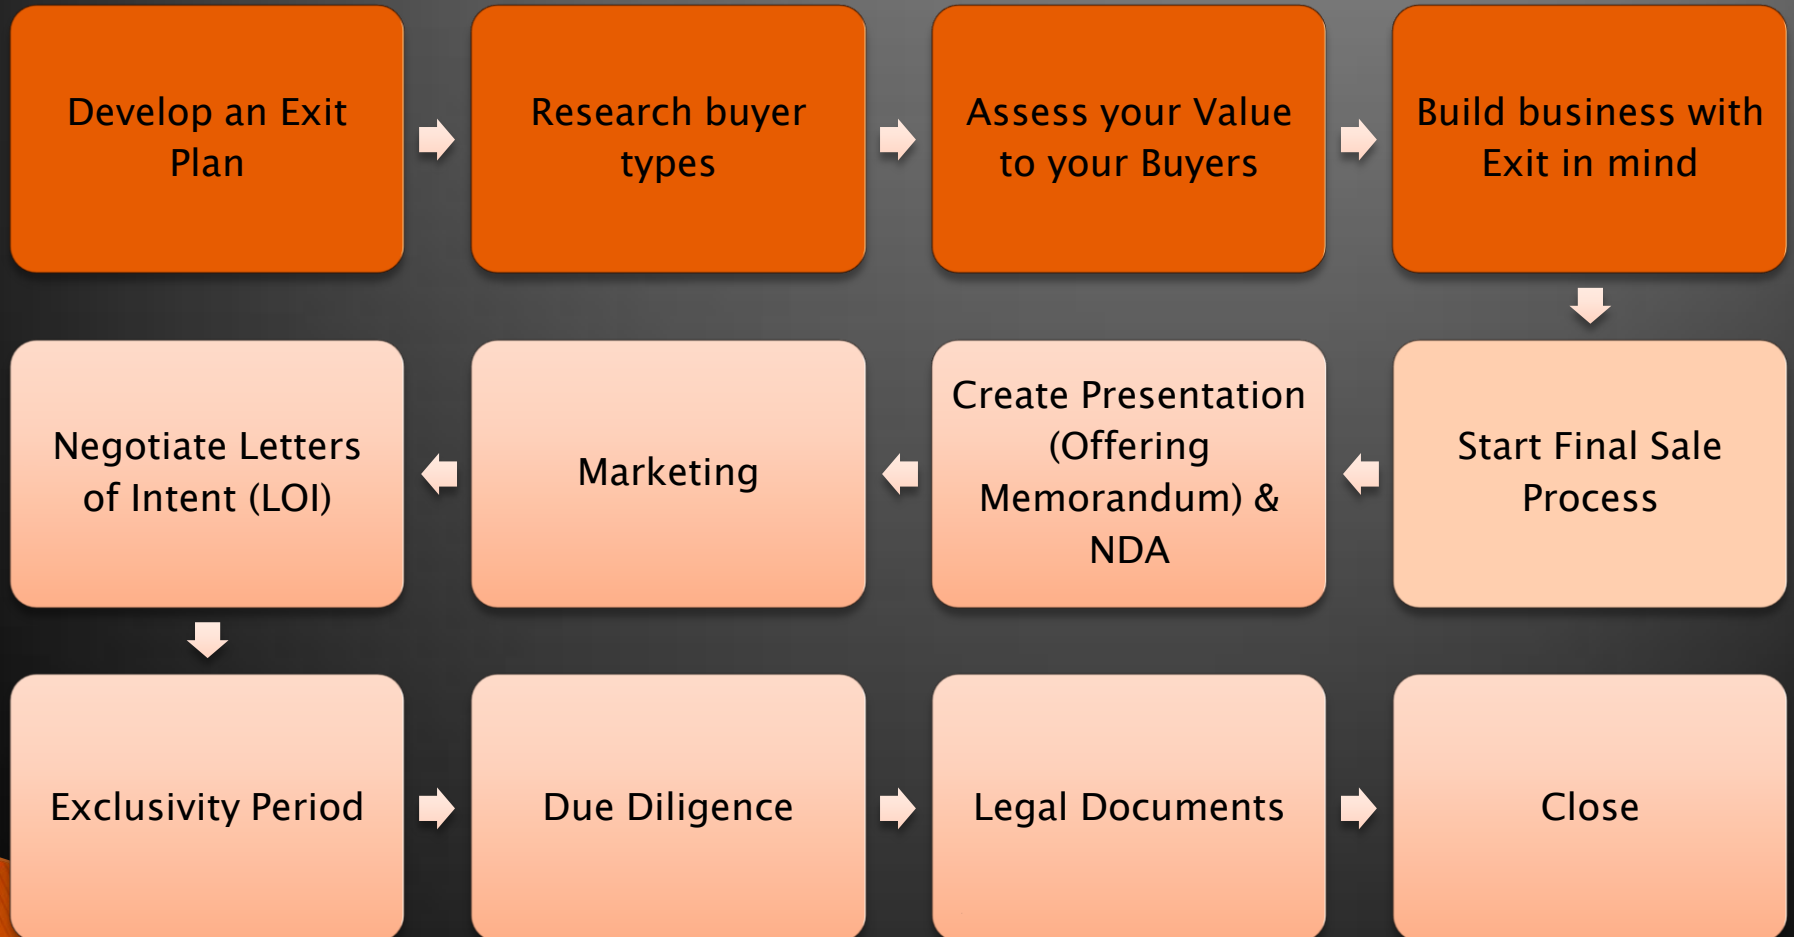 Develop an Exit
Plan
Research buyer
types
Assess your Value
to your Buyers
Build business with
Exit in mind
Start Final Sale
Process
Create Presentation
(Offering
Memorandum) &
NDA
Marketing
Negotiate Letters
of Intent (LOI)
Exclusivity Period
Due Diligence
Legal Documents
Close